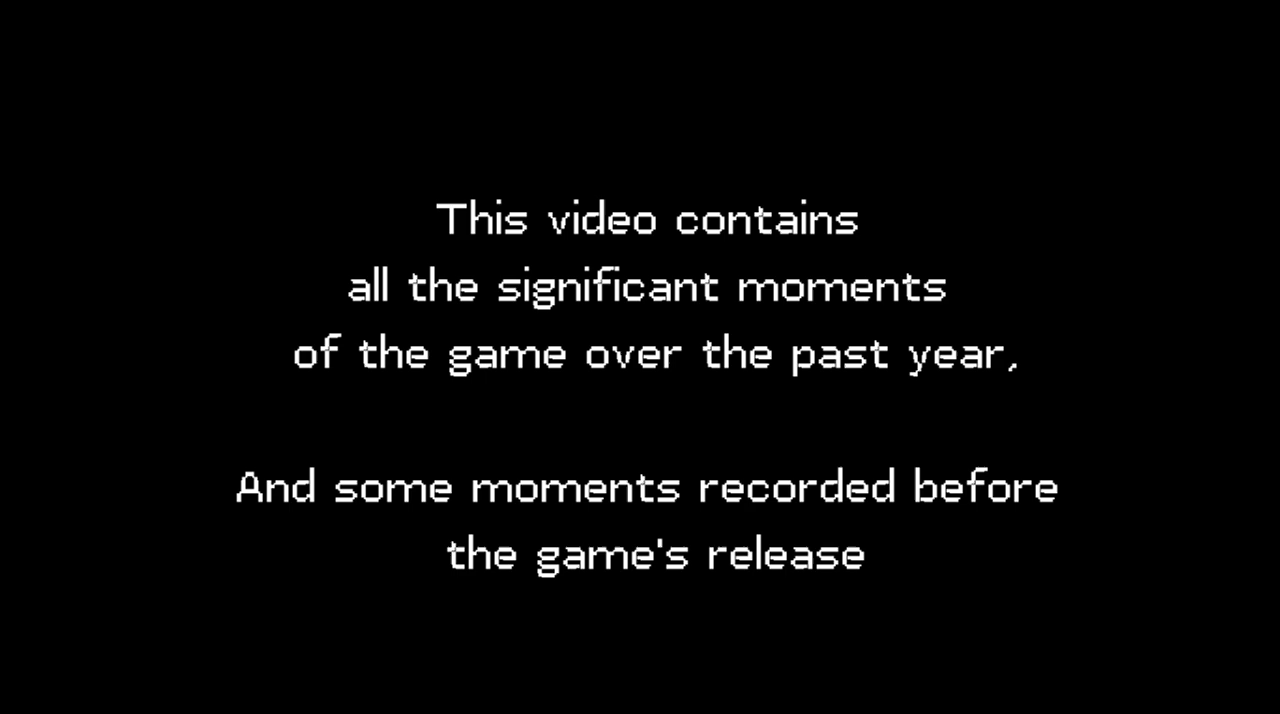 This video contains
all the significant moments
of the game over the past year,
And some moments recorded before
the game's release